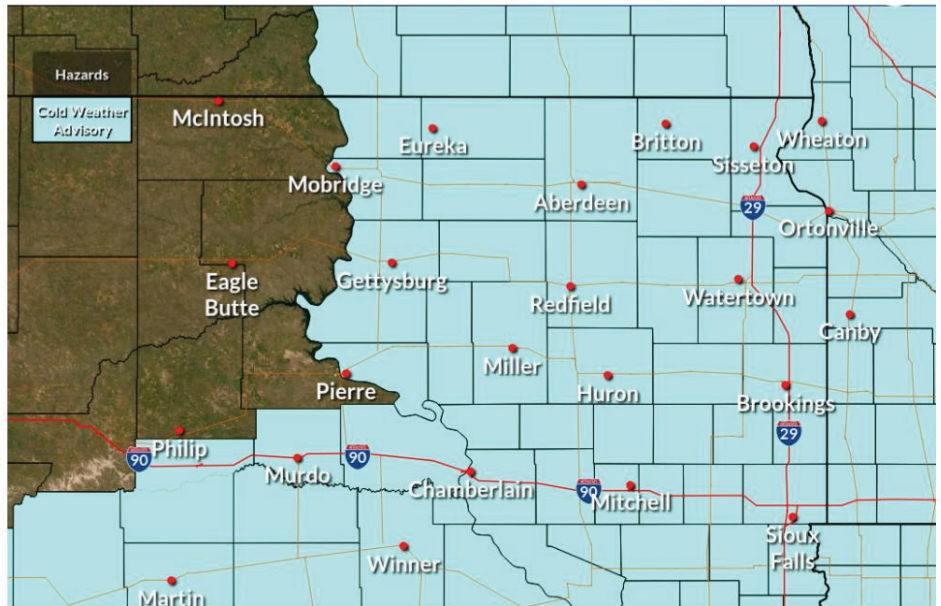 Hazards
Cold Weather
Advisory
McIntosh
Eureka
Britton
Wheaton
Sisseton
Mobridge
Aberdeen
29
Ortonville
Eagle
Butte
Gettysburg
Redfield
Watertown
Canby
Miller
Pierre
Huron
Brookings
29
Philip
90
90
Murdo
Chamberlain
90
Mitchell
Sioux
Falls
Winner
Martin